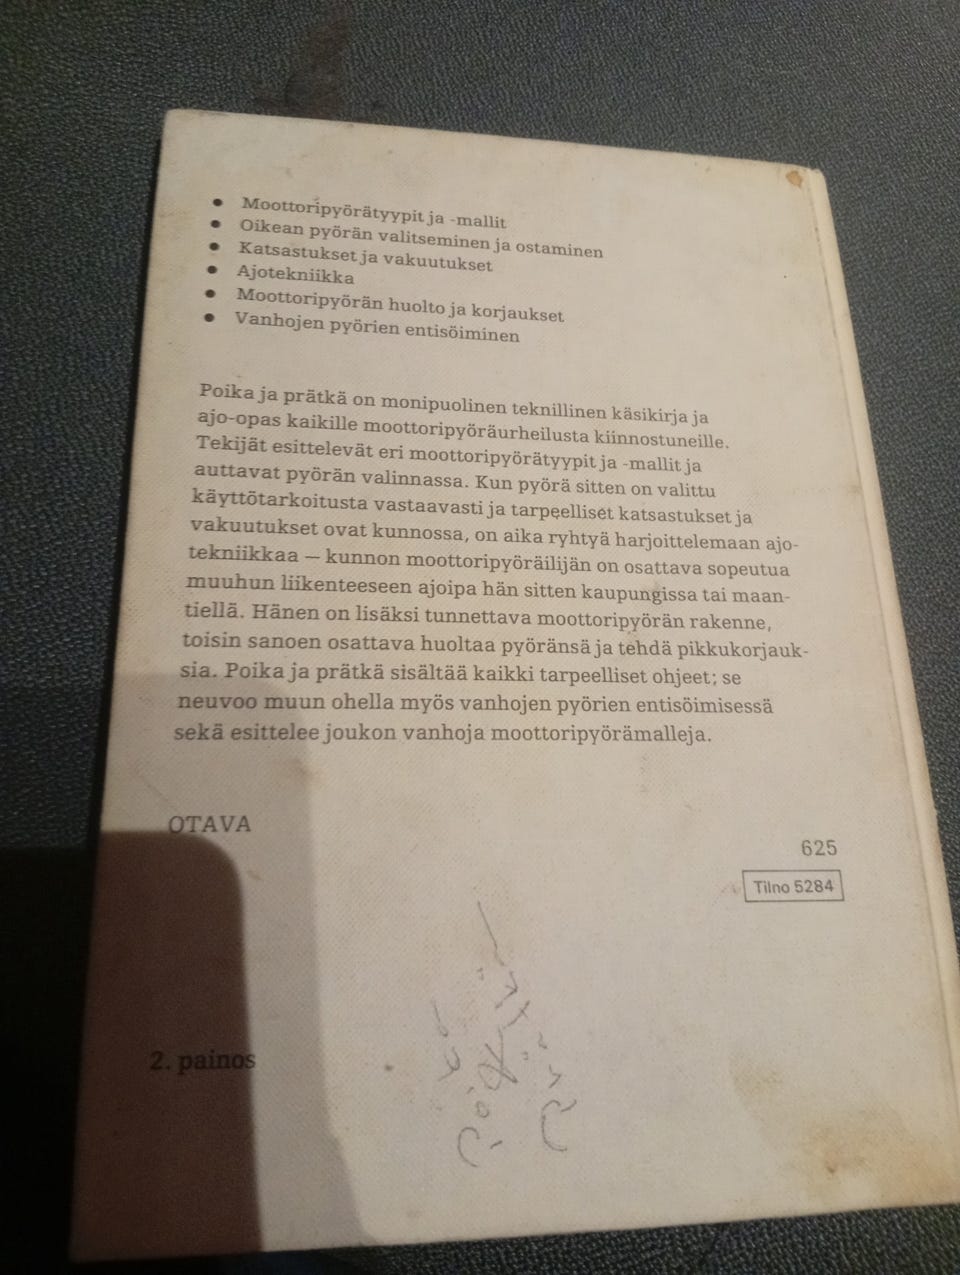 • Moottoripyörätyypit ja -mallit
• Oikean pyörän valitseminen ja ostaminen
• Katsastukset ja vakuutukset
• Ajotekniikka
• Moottoripyörän huolto ja korjaukset
• Vanhojen pyörien entisöiminen
Poika ja prätkä on monipuolinen teknillinen käsikirja ja
ajo-opas kaikille moottoripyöräurheilusta kiinnostuneille.
Tekijät esittelevät eri moottoripyörätyypit ja -mallit ja
auttavat pyörän valinnassa. Kun pyörä sitten on valittu
käyttötarkoitusta vastaavasti ja tarpeelliset katsastukset ja
vakuutukset ovat kunnossa, on aika ryhtyä harjoittelemaan ajo-
tekniikkaa — kunnon moottoripyöräilijän on osattava sopeutua
muuhun liikenteeseen ajoipa hän sitten kaupungissa tai maan-
tiellä. Hänen on lisäksi tunnettava moottoripyörän rakenne,
toisin sanoen osattava huoltaa pyöränsä ja tehdä pikkukorjauk-
sia. Poika ja prätkä sisältää kaikki tarpeelliset ohjeet; se
neuvoo muun ohella myös vanhojen pyörien entisöimisessä
sekä esittelee joukon vanhoja moottoripyörämalleja.
OTAVA
625
Tilno 5284
2. painos